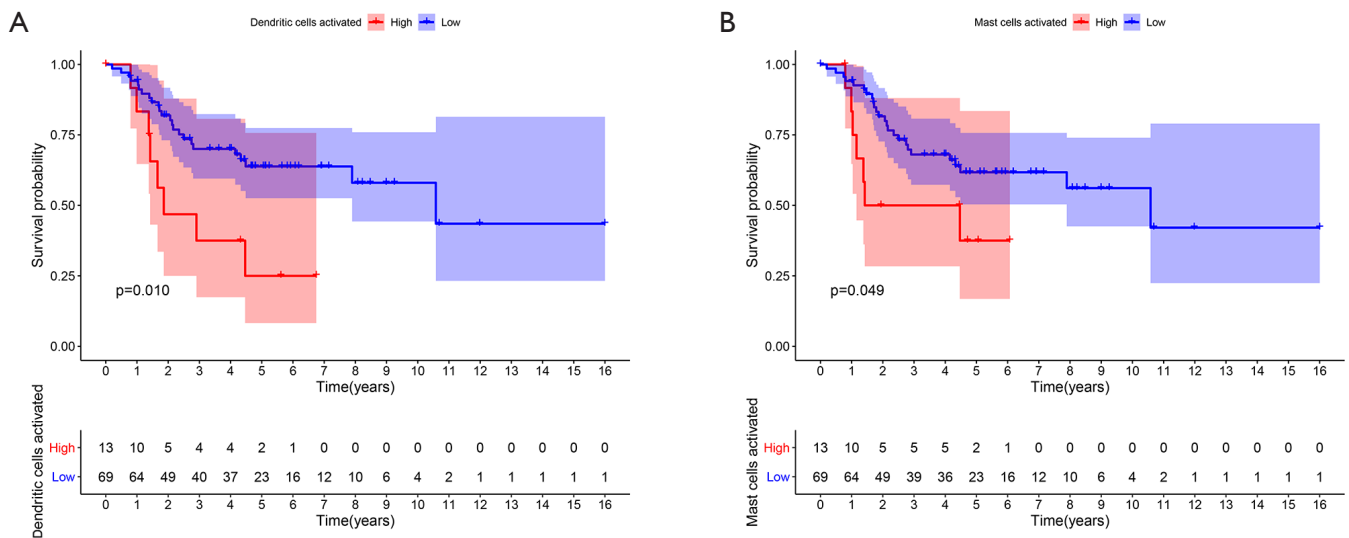 A
Dendritic cells activated High Low
1.00
0.75
0.50
0.25
0.00
Survival probability
p=0.010
0 1 2 3 4 5 6 7 8 9 10 11 12 13 14 15 16
Time(years)
Dendritic cells activated
High 13 10 5 4 4 2 1 0 0 0 0 0 0 0 0 0 0
Low 69 64 49 40 37 23 16 12 10 6 4 2 1 1 1 1 1
0 1 2 3 4 5 6 7 8 9 10 11 12 13 14 15 16
Time(years)
B
Mast cells activated High Low
1.00
0.75
0.50
0.25
0.00
Survival probability
p=0.049
0 1 2 3 4 5 6 7 8 9 10 11 12 13 14 15 16
Time(years)
Mast cells activated
High 13 10 5 5 5 2 1 0 0 0 0 0 0 0 0 0 0
Low 69 64 49 39 36 23 16 12 10 6 4 2 1 1 1 1 1
0 1 2 3 4 5 6 7 8 9 10 11 12 13 14 15 16
Time(years)